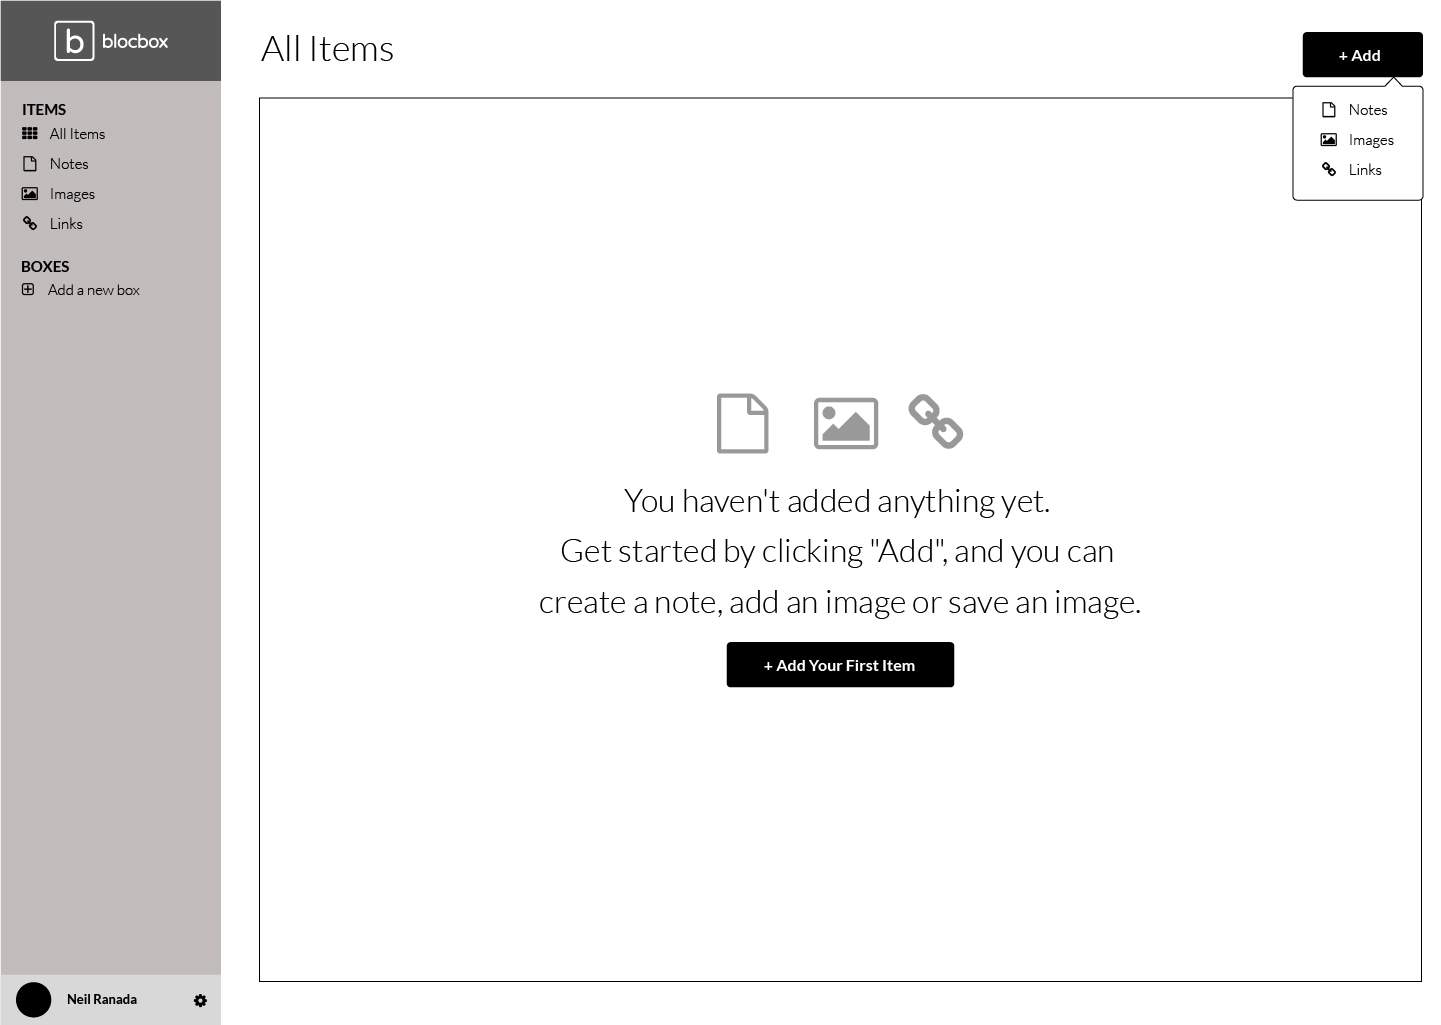 b blocbox
ITEMS
All Items
Notes
Images
Links
BOXES
Add a new box
Neil Ranada
All Items
+ Add
Notes
Images
Links
You haven't added anything yet.
Get started by clicking "Add", and you can
create a note, add an image or save an image.
+ Add Your First Item